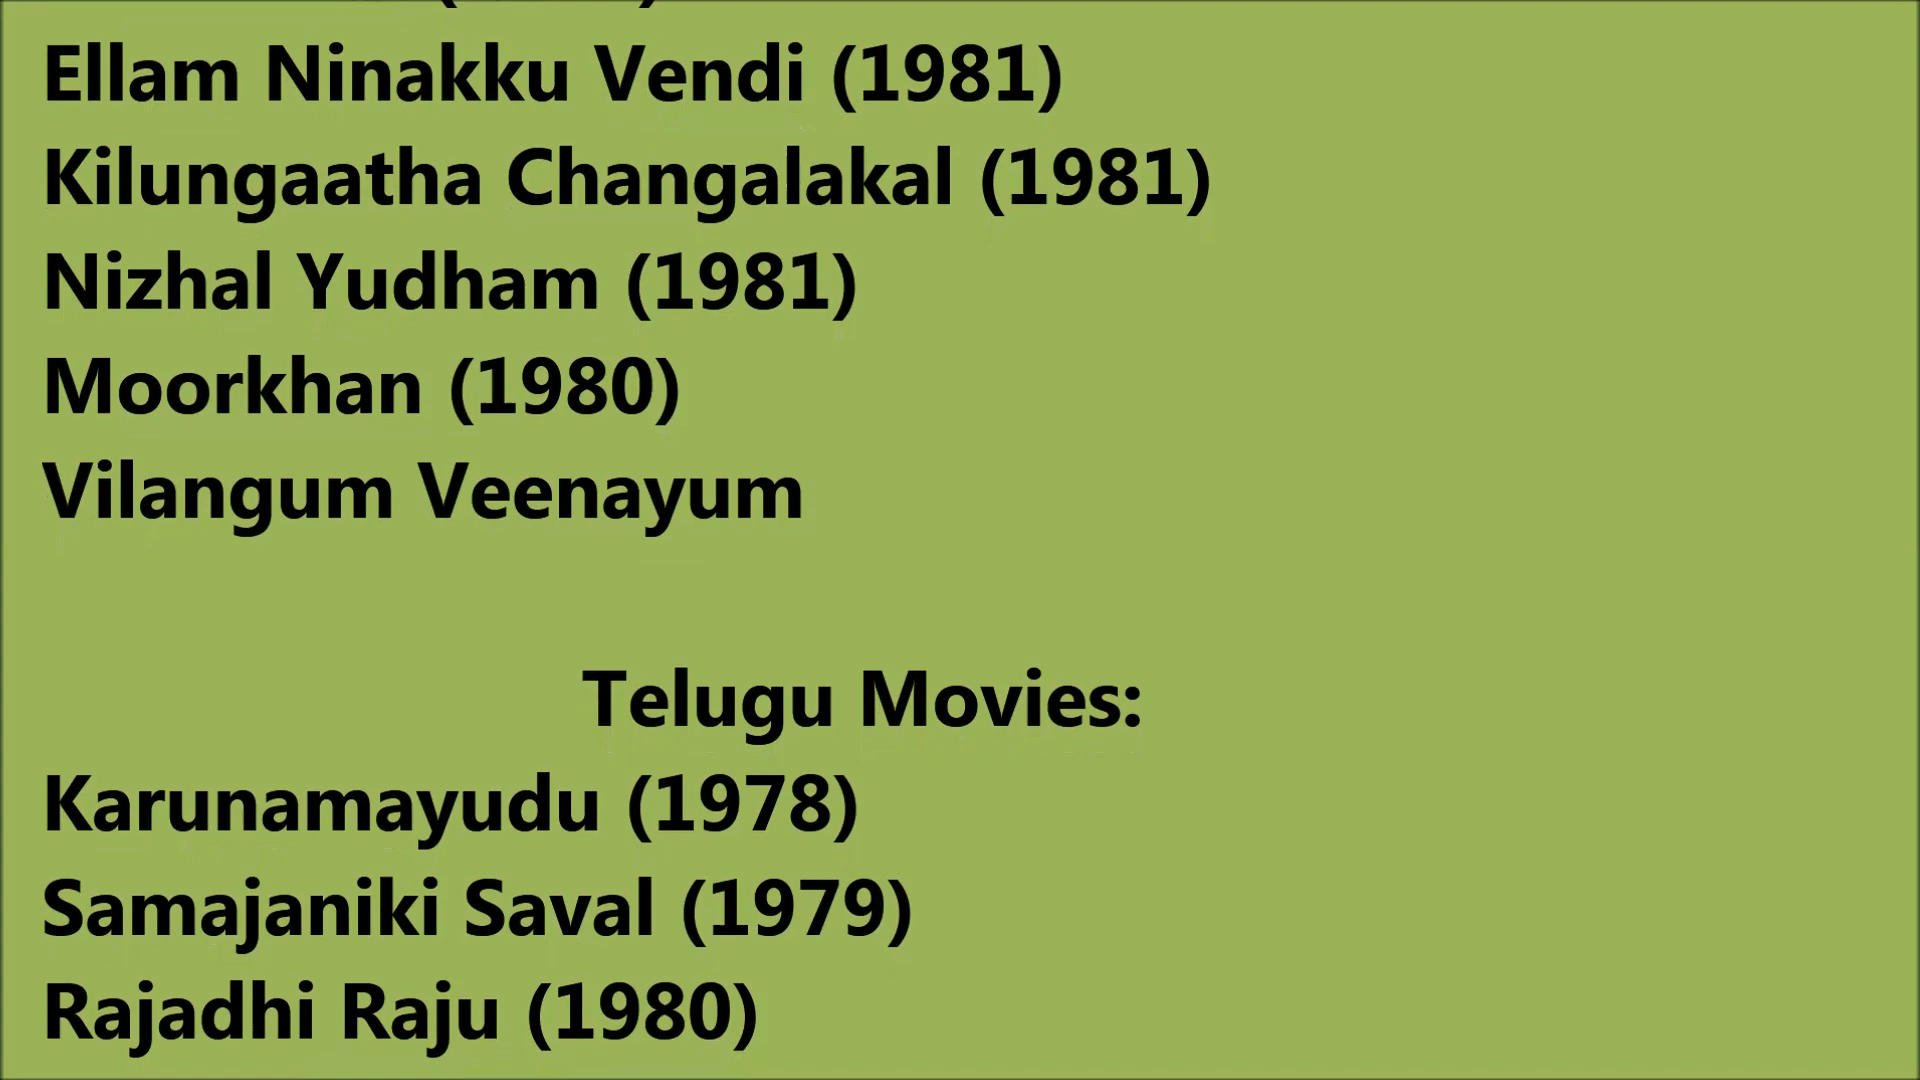 Ellam Ninakku Vendi (1981)
Kilungaatha Changalakal (1981)
Nizhal Yudham (1981)
Moorkhan (1980)
Vilangum Veenayum
Telugu Movies:
Karunamayudu (1978)
Samajaniki Saval (1979)
Rajadhi Raju (1980)